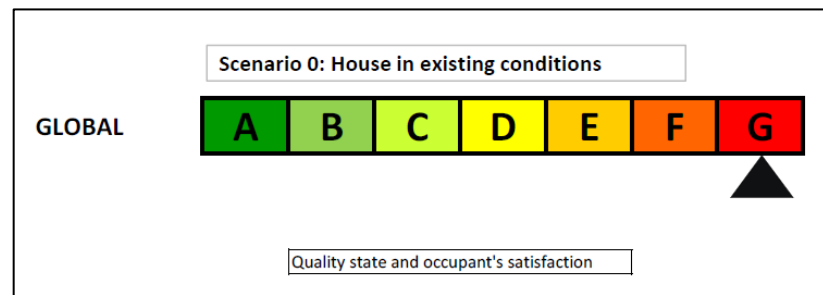 Scenario 0: House in existing conditions
GLOBAL A B C D E F G
Quality state and occupant's satisfaction